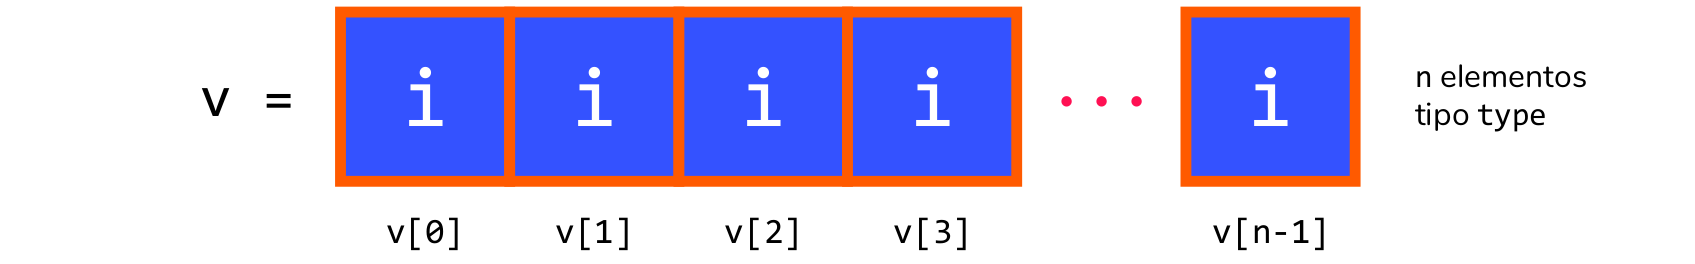 v = i i i i ... i
n elementos
tipo type
v[0] v[1] v[2] v[3] v[n-1]